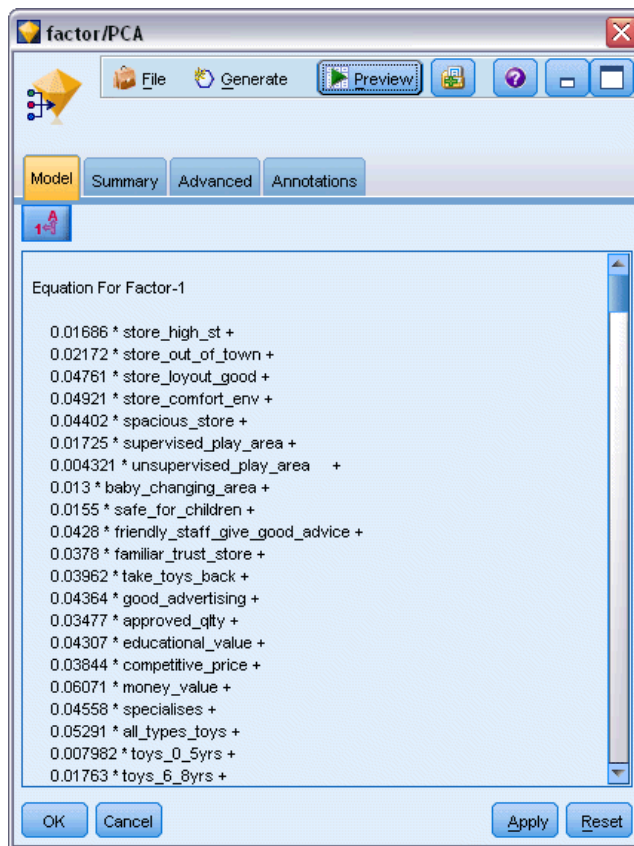 factor/PCA
File Generate Preview
Model Summary Advanced Annotations
Equation For Factor-1
0.01686 * store_high_st +
0.02172 * store_out_of_town +
0.04761 * store_loyout_good +
0.04921 * store_comfort_env +
0.04402 * spacious_store +
0.01725 * supervised_play_area +
0.004321 * unsupervised_play_area +
0.013 * baby_changing_area +
0.0155 * safe_for_children +
0.0428 * friendly_staff_give_good_advice +
0.0378 * familiar_trust_store +
0.03962 * take_toys_back +
0.04364 * good_advertising +
0.03477 * approved_qlty +
0.04307 * educational_value +
0.03844 * competitive_price +
0.06071 * money_value +
0.04558 * specialises +
0.05291 * all_types_toys +
0.007982 * toys_0_5yrs +
0.01763 * toys_6_8yrs +
OK Cancel Apply Reset